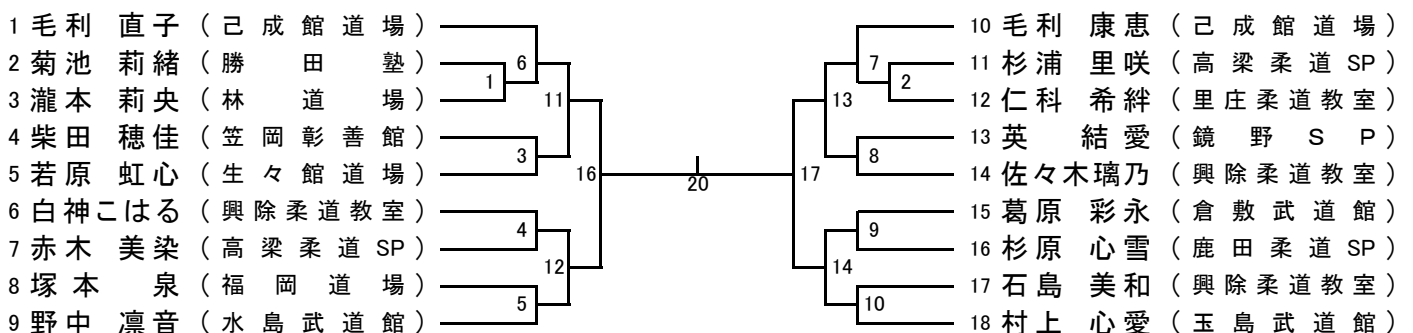 1 毛利 直子 (己成館道場)
2 菊池 莉緒 (勝田塾)
3 瀧本 莉央 (林道場)
4 柴田 穂佳 (笠岡彰善館)
5 若原 虹心 (生々館道場)
6 白神こはる (興除柔道教室)
7 赤木 美染 (高梁柔道SP)
8 塚本 泉 (福岡道場)
9 野中 凛音 (水島武道館)
6
1
11
3
16
4
12
5
20
7
2
13
8
17
9
14
10
10 毛利 康恵 (己成館道場)
11 杉浦 里咲 (高梁柔道SP)
12 仁科 希絆 (里庄柔道教室)
13 英 結愛 (鏡野SP)
14 佐々木璃乃 (興除柔道教室)
15 葛原 彩永 (倉敷武道館)
16 杉原 心雪 (鹿田柔道SP)
17 石島 美和 (興除柔道教室)
18 村上 心愛 (玉島武道館)